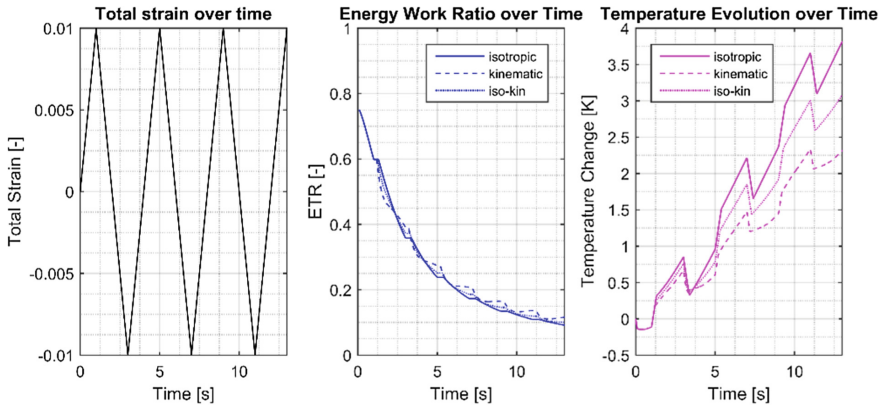 Total strain over time
0.01
0.005
0
-0.005
-0.01
Total Strain [-]
0 5 10
Time [s]
Energy Work Ratio over Time
1
0.8
0.6
0.4
0.2
0
ETR [-]
isotropic
kinematic
iso-kin
0 5 10
Time [s]
Temperature Evolution over Time
4
3.5
3
2.5
2
1.5
1
0.5
0
-0.5
Temperature Change [K]
isotropic
kinematic
iso-kin
0 5 10
Time [s]